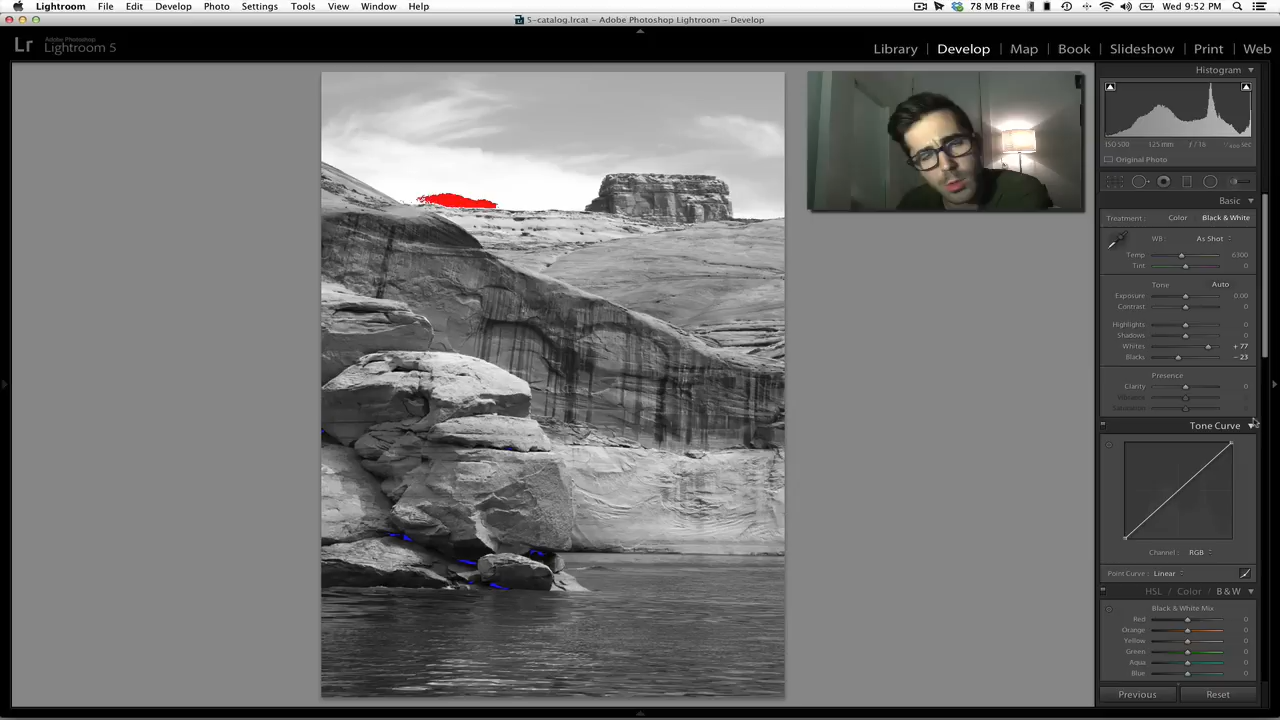 Lightroom File Edit Develop Photo Settings Tools View Window Help 78 MB Free Wed 9:52 PM
5-catalog.lrcat – Adobe Photoshop Lightroom – Develop
Lr Adobe Photoshop Lightroom 5 Library | Develop | Map | Book | Slideshow | Print | Web
Histogram
ISO 500 125 mm f / 16
Original Photo
Basic
Treatment : Color Black & White
WB : As Shot
Temp 6300
Tint 0
Tone Auto
Exposure 0.00
Contrast 0
Highlights 0
Shadows 0
Whites + 77
Blacks − 23
Presence
Clarity 0
Vibrance
Saturation
Tone Curve
Channel : RGB
Point Curve : Linear
HSL / Color / B & W
Black & White Mix
Red 0
Orange 0
Yellow 0
Green 0
Aqua 0
Blue 0
Previous Reset